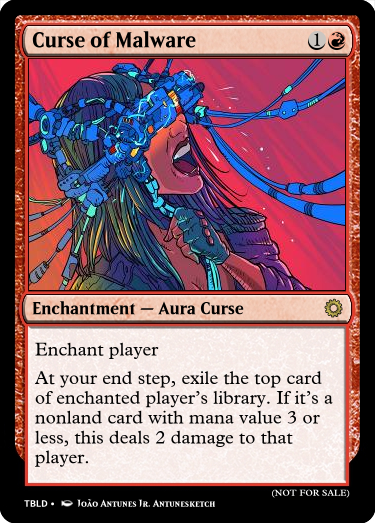 Curse of Malware 1
Enchantment — Aura Curse
Enchant player
At your end step, exile the top card
of enchanted player's library. If it's a
nonland card with mana value 3 or
less, this deals 2 damage to that
player.
(NOT FOR SALE)
TBLD • João Antunes Jr. Antunesketch